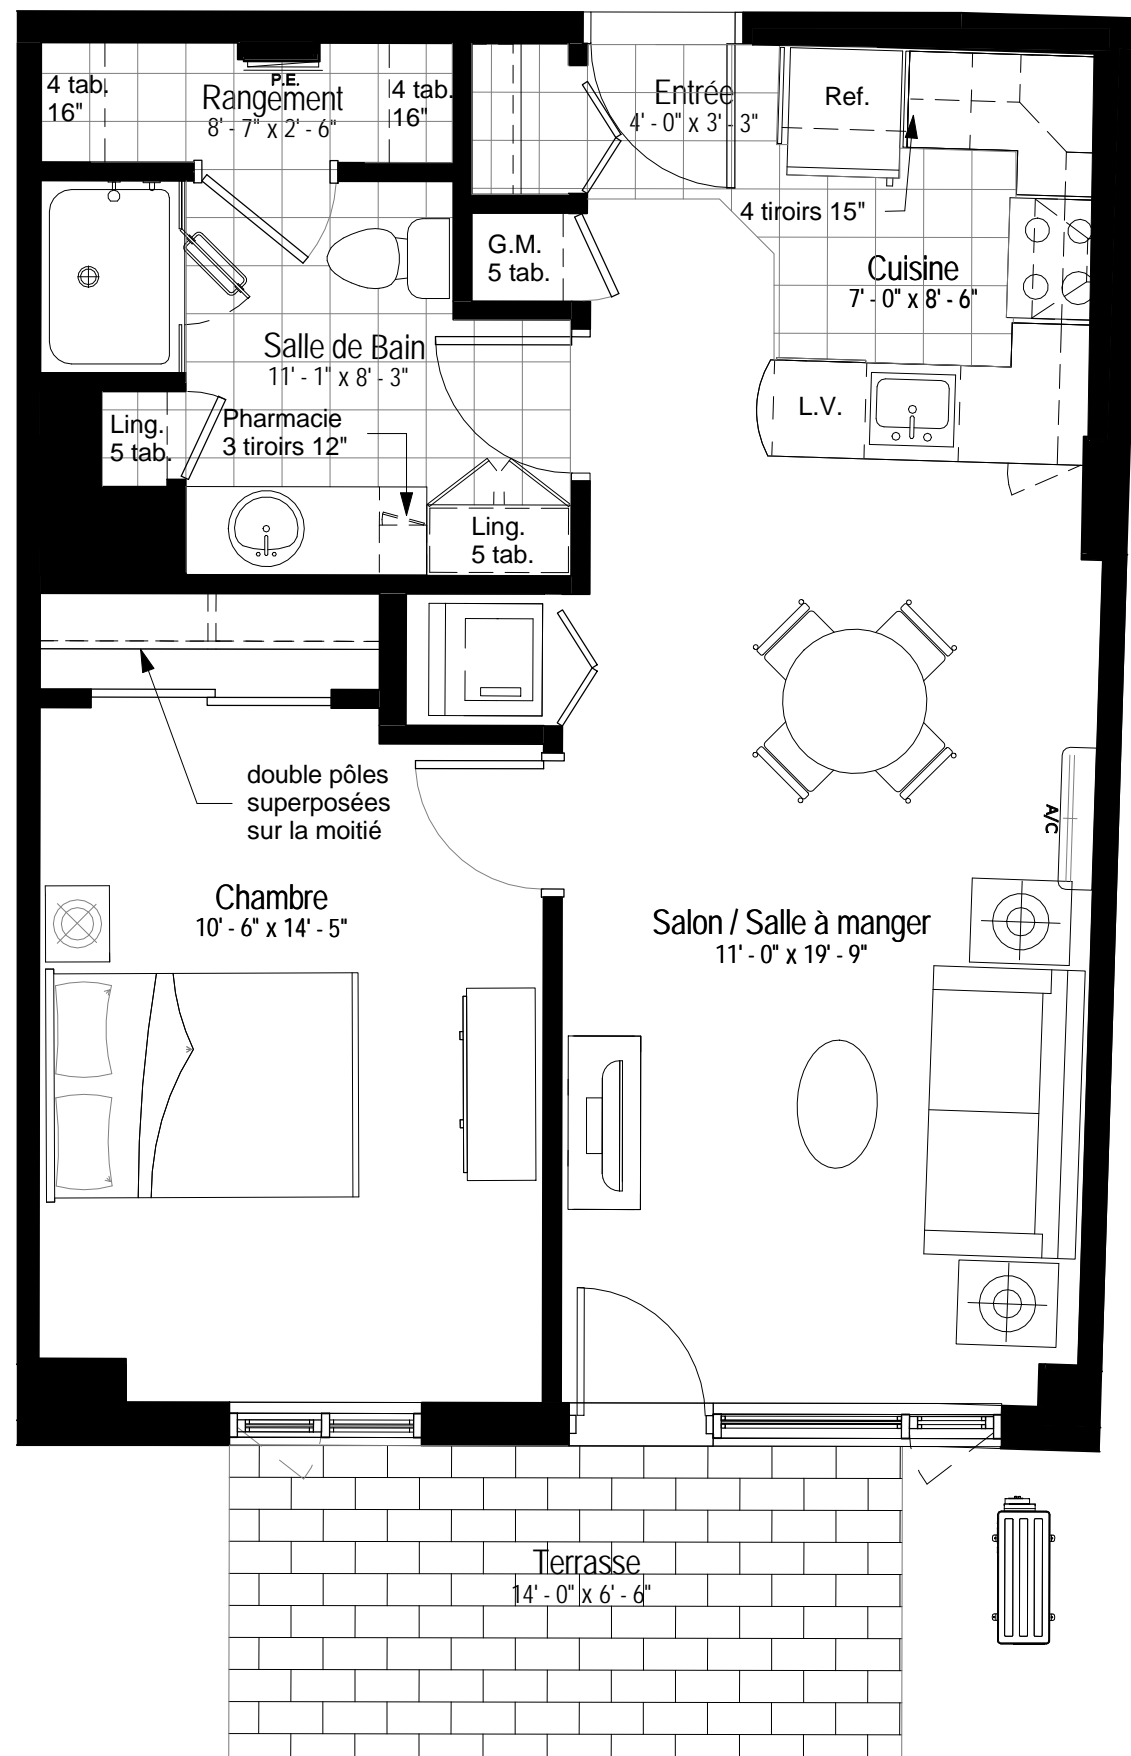 4 tab.
16"
P.E.
Rangement
8' - 7" x 2' - 6"
4 tab.
16"
Entrée
4' - 0" x 3' - 3"
Ref.
4 tiroirs 15"
G.M.
5 tab.
Cuisine
7' - 0" x 8' - 6"
Salle de Bain
11' - 1" x 8' - 3"
L.V.
Ling.
5 tab.
Pharmacie
3 tiroirs 12"
Ling.
5 tab.
double pôles
superposées
sur la moitié
A/C
Chambre
10' - 6" x 14' - 5"
Salon / Salle à manger
11' - 0" x 19' - 9"
Terrasse
14' - 0" x 6' - 6"